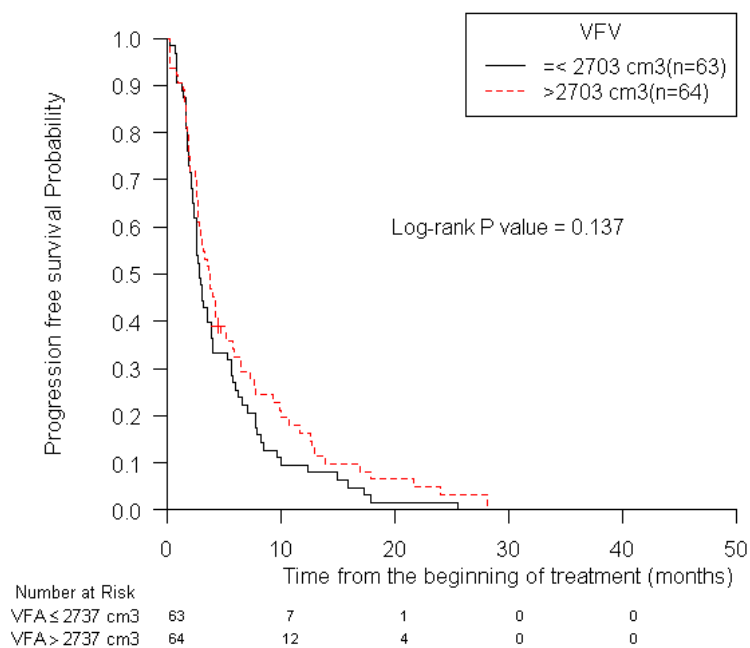 VFV
=< 2703 cm3(n=63)
>2703 cm3(n=64)
Log-rank P value = 0.137
Progression free survival Probability
1.0
0.9
0.8
0.7
0.6
0.5
0.4
0.3
0.2
0.1
0.0
0 10 20 30 40 50
Time from the beginning of treatment (months)
Number at Risk
VFA ≤ 2737 cm3 63 7 1 0 0
VFA > 2737 cm3 64 12 4 0 0